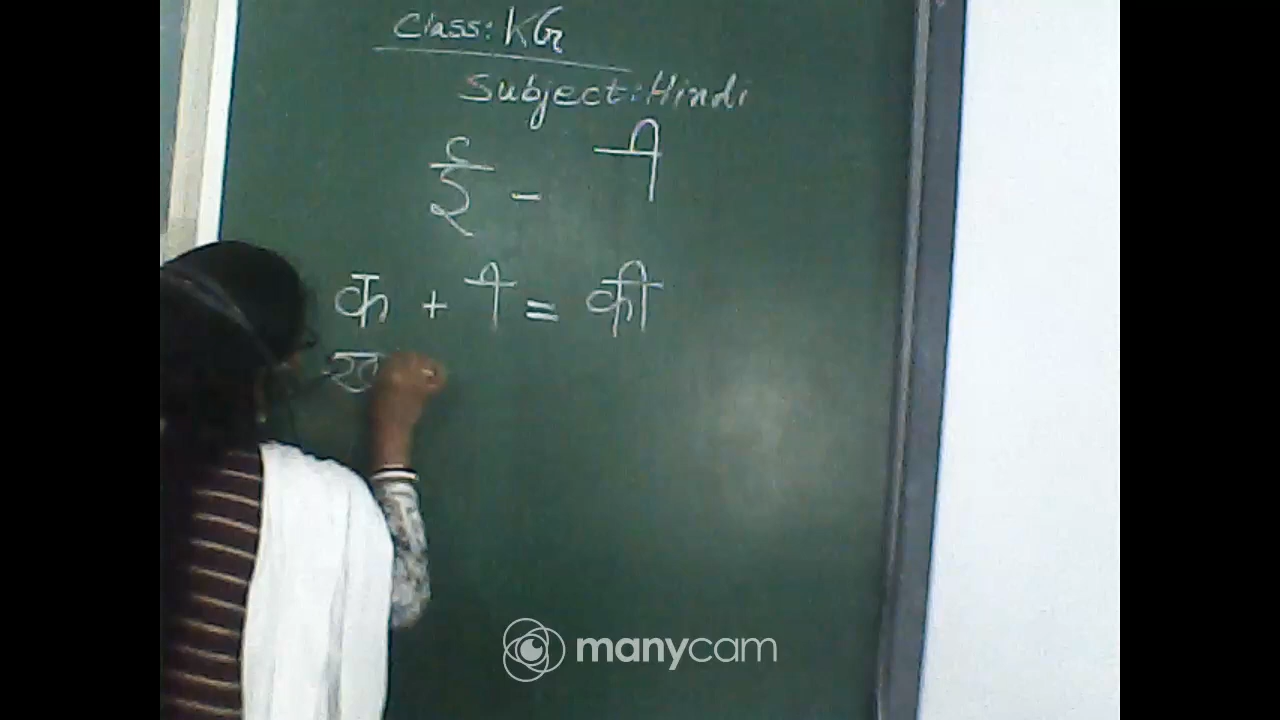 Class: KG
Subject: Hindi
ई - ी
क + ी = की
ख
manycam